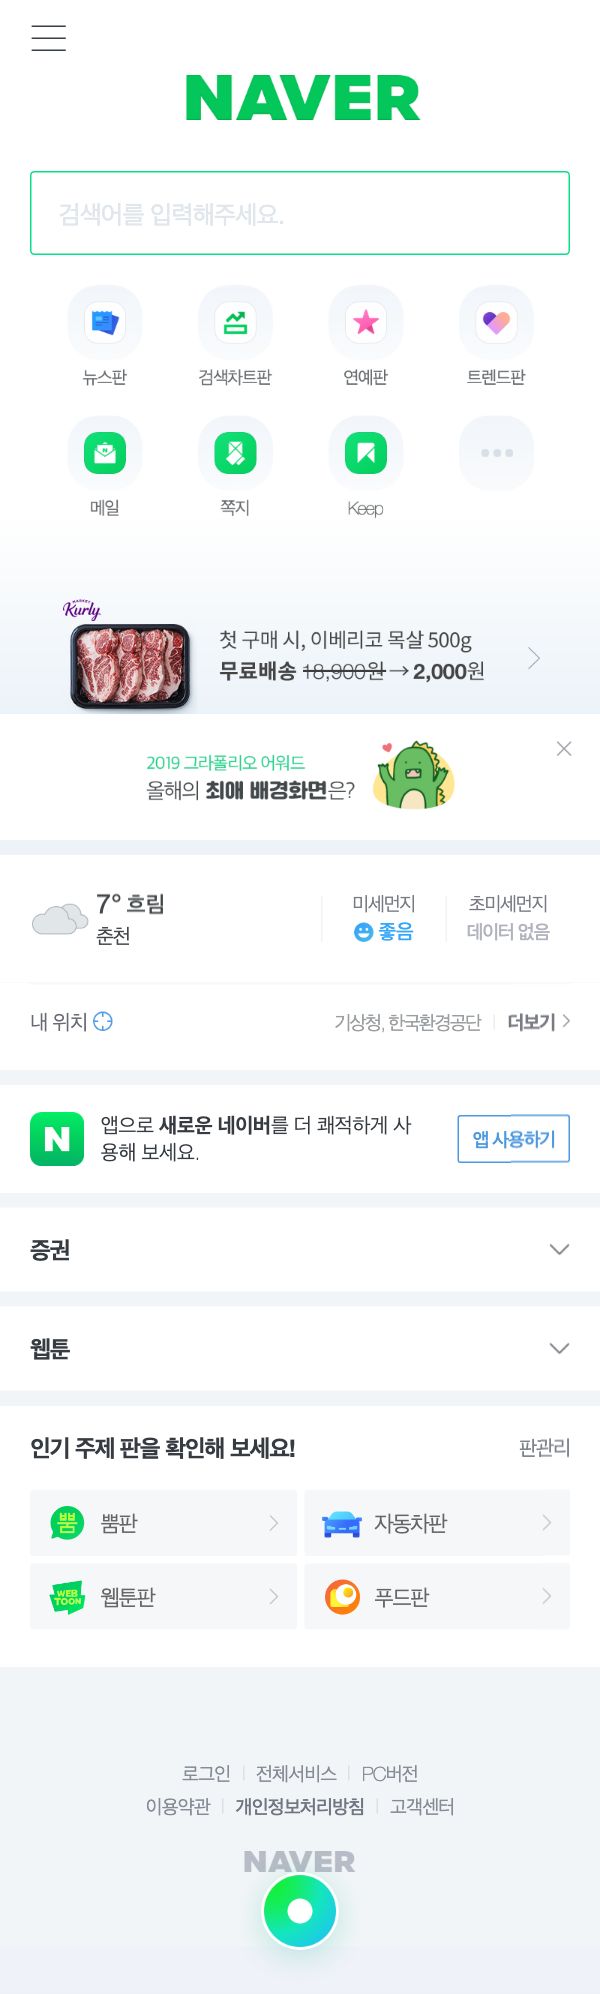 NAVER
검색어를 입력해주세요.
뉴스판 검색차트판 연예판 트렌드판
메일 쪽지 Keep
MARKET
Kurly
첫 구매 시, 이베리코 목살 500g
무료배송 18,900원 → 2,000원
2019 그라폴리오 어워드
올해의 최애 배경화면은?
7° 흐림
춘천
미세먼지
좋음
초미세먼지
데이터 없음
내 위치 기상청, 한국환경공단 더보기
N
앱으로 새로운 네이버를 더 쾌적하게 사
용해 보세요.
앱 사용하기
증권
웹툰
인기 주제 판을 확인해 보세요! 판관리
뿜 뿜판 자동차판
WEB
TOON
웹툰판 푸드판
로그인 전체서비스 PC버전
이용약관 개인정보처리방침 고객센터
NAVER